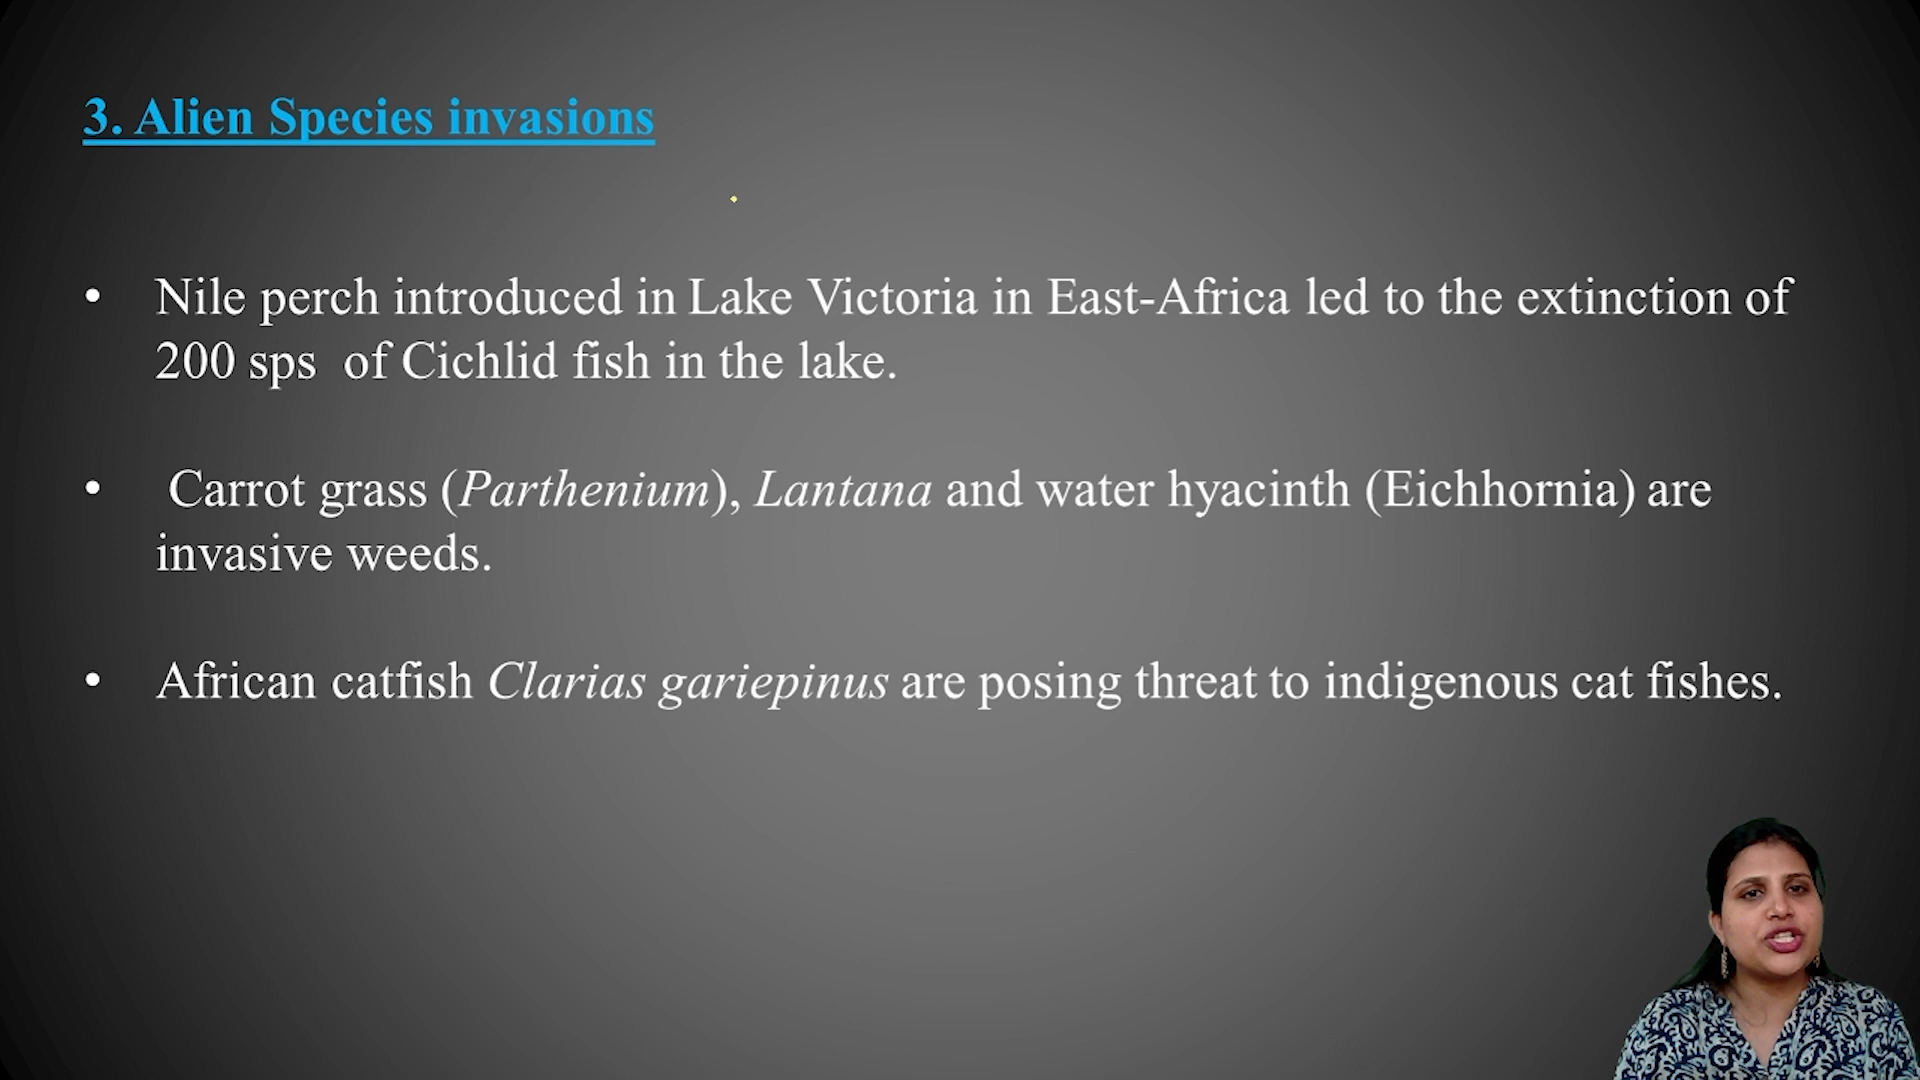 3. Alien Species invasions
• Nile perch introduced in Lake Victoria in East-Africa led to the extinction of
200 sps of Cichlid fish in the lake.
• Carrot grass (Parthenium), Lantana and water hyacinth (Eichhornia) are
invasive weeds.
• African catfish Clarias gariepinus are posing threat to indigenous cat fishes.